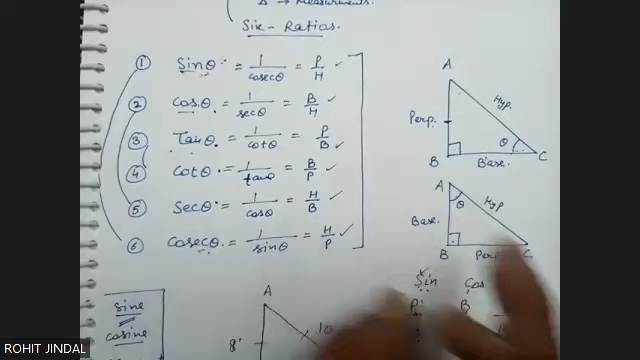 Δ → Measurements.
Six - Ratios.
① Sinθ = 1/cosecθ = P/H ✓
② cosθ = 1/secθ = B/H ✓
③ Tanθ = 1/cotθ = P/B ✓
④ cotθ = 1/tanθ = B/P ✓
⑤ Secθ = 1/cosθ = H/B ✓
⑥ Cosecθ = 1/sinθ = H/P ✓
A
Hyp.
Perp.
θ
B Base. C
A
θ Hyp
Base.
B C
Sin Cos
P B
sine
cosine
A
10
8'
ROHIT JINDAL